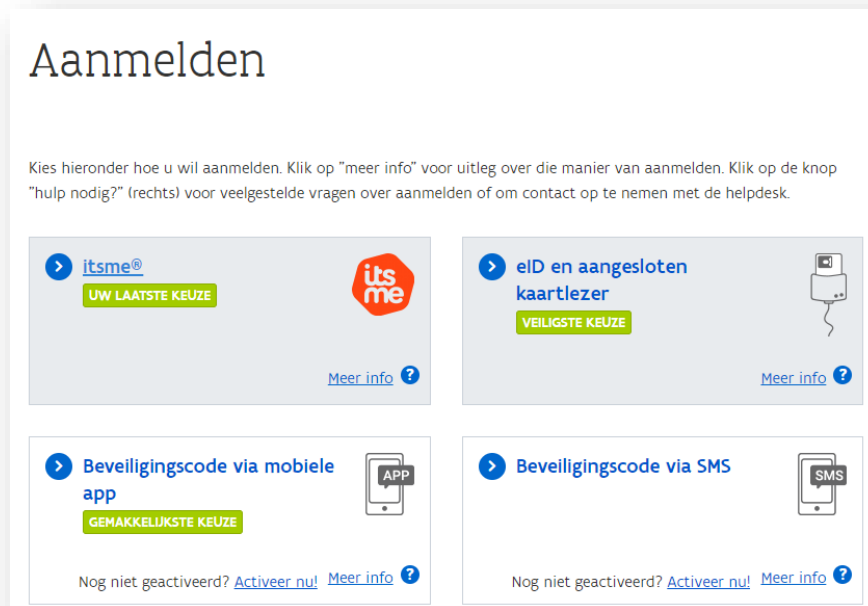 Aanmelden
Kies hieronder hoe u wil aanmelden. Klik op "meer info" voor uitleg over die manier van aanmelden. Klik op de knop
"hulp nodig?" (rechts) voor veelgestelde vragen over aanmelden of om contact op te nemen met de helpdesk.
itsme®
UW LAATSTE KEUZE
its
me
Meer info ?
eID en aangesloten
kaartlezer
VEILIGSTE KEUZE
Meer info ?
Beveiligingscode via mobiele
app
GEMAKKELIJKSTE KEUZE
APP
Nog niet geactiveerd? Activeer nu! Meer info ?
Beveiligingscode via SMS
SMS
Nog niet geactiveerd? Activeer nu! Meer info ?